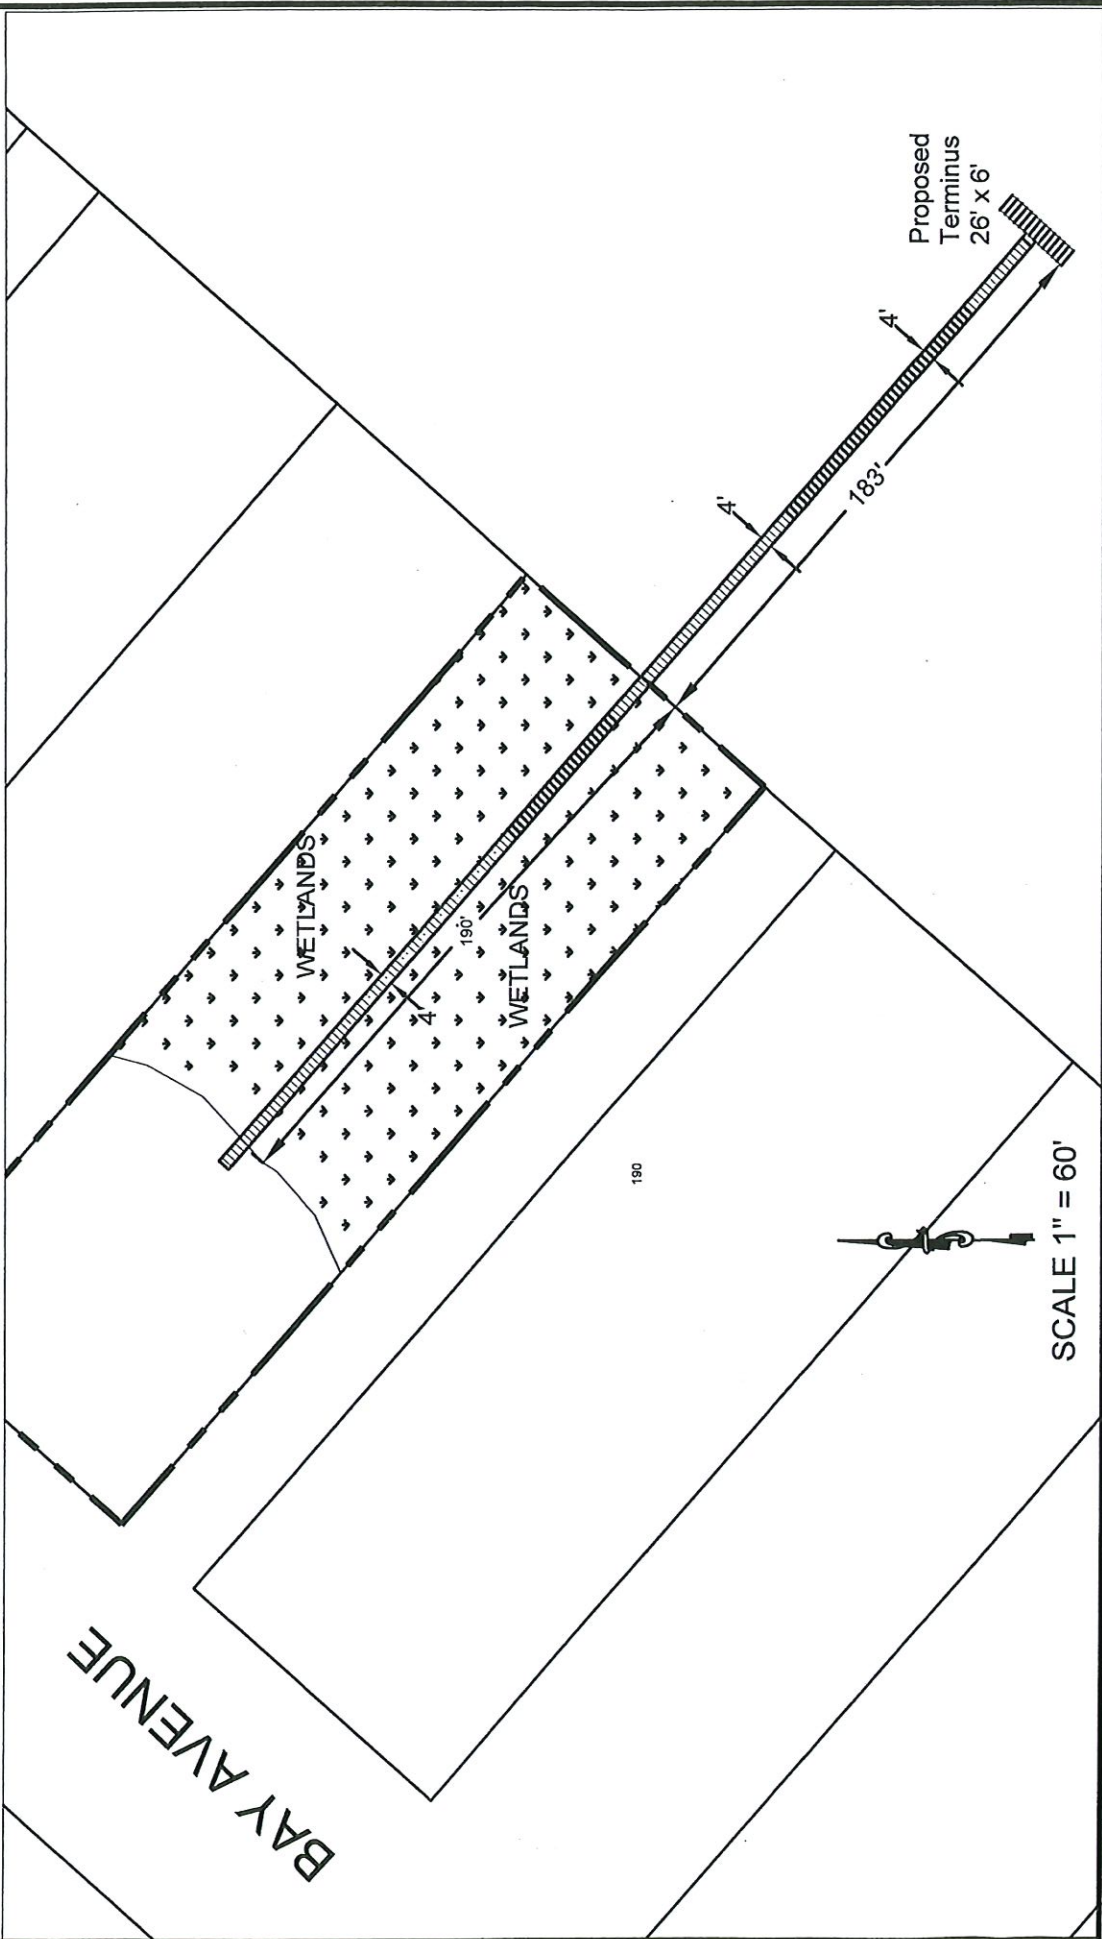 Proposed
Terminus
26' x 6'
4'
4'
183'
WETLANDS
190'
4'
WETLANDS
190
BAY AVENUE
SCALE 1" = 60'